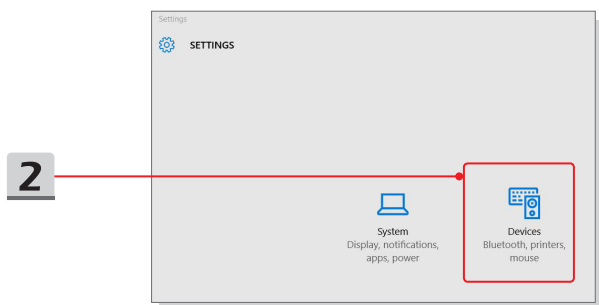 Settings
SETTINGS
2
System
Display, notifications,
apps, power
Devices
Bluetooth, printers,
mouse